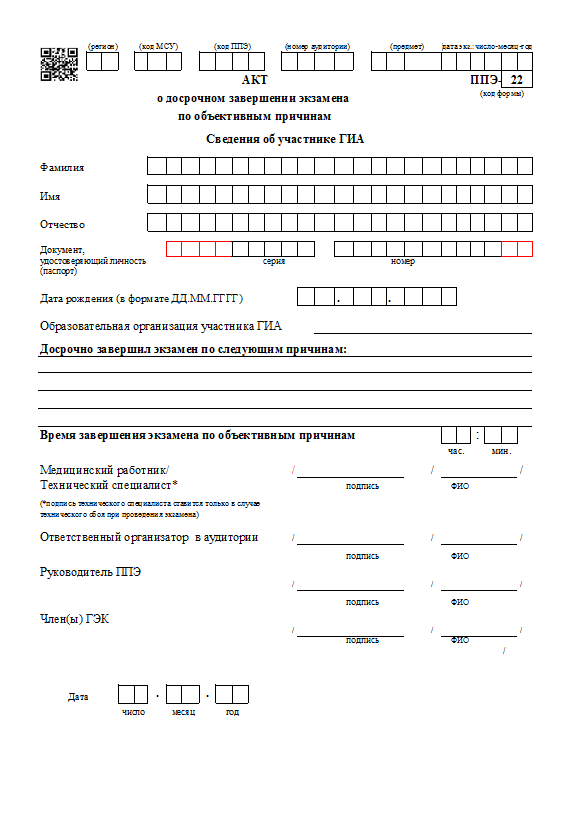 (регион) (код МСУ) (код ППЭ) (номер аудитории) (предмет) дата экз.: число-месяц-год
АКТ ППЭ- 22
(код формы)
о досрочном завершении экзамена
по объективным причинам
Сведения об участнике ГИА
Фамилия
Имя
Отчество
Документ,
удостоверяющий личность
(паспорт)
серия номер
Дата рождения (в формате ДД.ММ.ГГГГ) . .
Образовательная организация участника ГИА
Досрочно завершил экзамен по следующим причинам:
Время завершения экзамена по объективным причинам :
час. мин.
Медицинский работник/
Технический специалист* / / /
подпись ФИО
(*подпись технического специалиста ставится только в случае
технического сбоя при проведении экзамена)
Ответственный организатор в аудитории / / /
подпись ФИО
Руководитель ППЭ
/ / /
подпись ФИО
Член(ы) ГЭК
/ / /
подпись ФИО
/
Дата . .
число месяц год